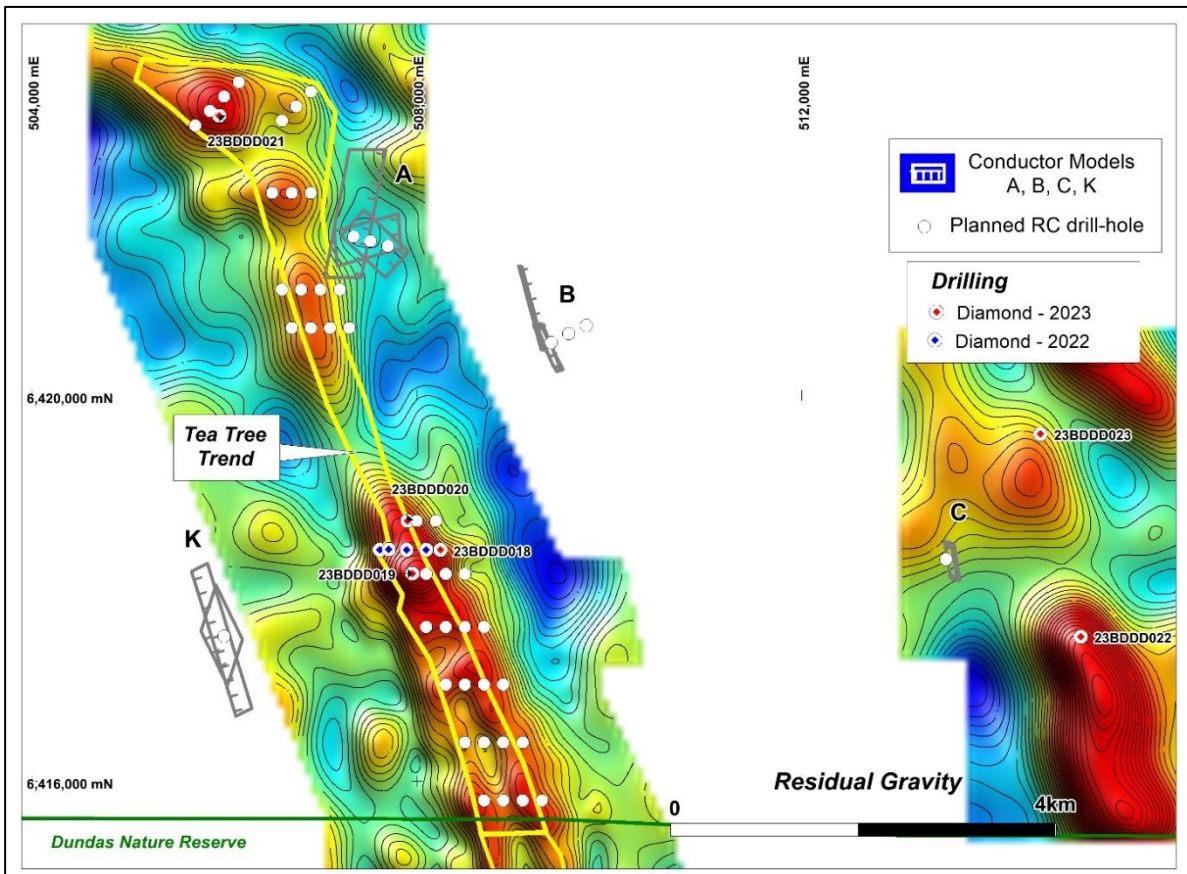 504,000 mE
508,000 mE
512,000 mE
Conductor Models
A, B, C, K
Planned RC drill-hole
Drilling
Diamond - 2023
Diamond - 2022
23BDDD021
A
B
6,420,000 mN
Tea Tree
Trend
23BDDD023
23BDDD020
C
K
23BDDD018
23BDDD019
23BDDD022
6,416,000 mN
Residual Gravity
0
4km
Dundas Nature Reserve